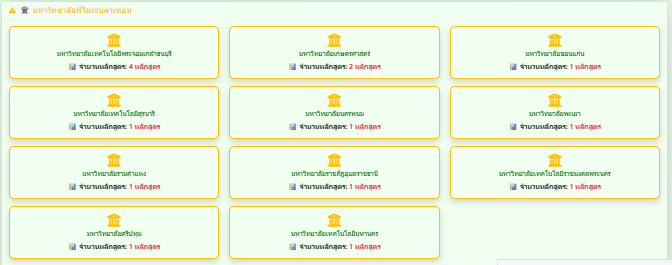 มหาวิทยาลัยที่ไม่ระบุค่าเทอม
มหาวิทยาลัยเทคโนโลยีพระจอมเกล้าธนบุรี
จำนวนหลักสูตร: 4 หลักสูตร
มหาวิทยาลัยเกษตรศาสตร์
จำนวนหลักสูตร: 2 หลักสูตร
มหาวิทยาลัยขอนแก่น
จำนวนหลักสูตร: 1 หลักสูตร
มหาวิทยาลัยเทคโนโลยีสุรนารี
จำนวนหลักสูตร: 1 หลักสูตร
มหาวิทยาลัยนครพนม
จำนวนหลักสูตร: 1 หลักสูตร
มหาวิทยาลัยพะเยา
จำนวนหลักสูตร: 1 หลักสูตร
มหาวิทยาลัยรามคำแหง
จำนวนหลักสูตร: 1 หลักสูตร
มหาวิทยาลัยราชภัฏอุบลราชธานี
จำนวนหลักสูตร: 1 หลักสูตร
มหาวิทยาลัยเทคโนโลยีราชมงคลพระนคร
จำนวนหลักสูตร: 1 หลักสูตร
มหาวิทยาลัยศรีปทุม
จำนวนหลักสูตร: 1 หลักสูตร
มหาวิทยาลัยเทคโนโลยีมหานคร
จำนวนหลักสูตร: 1 หลักสูตร